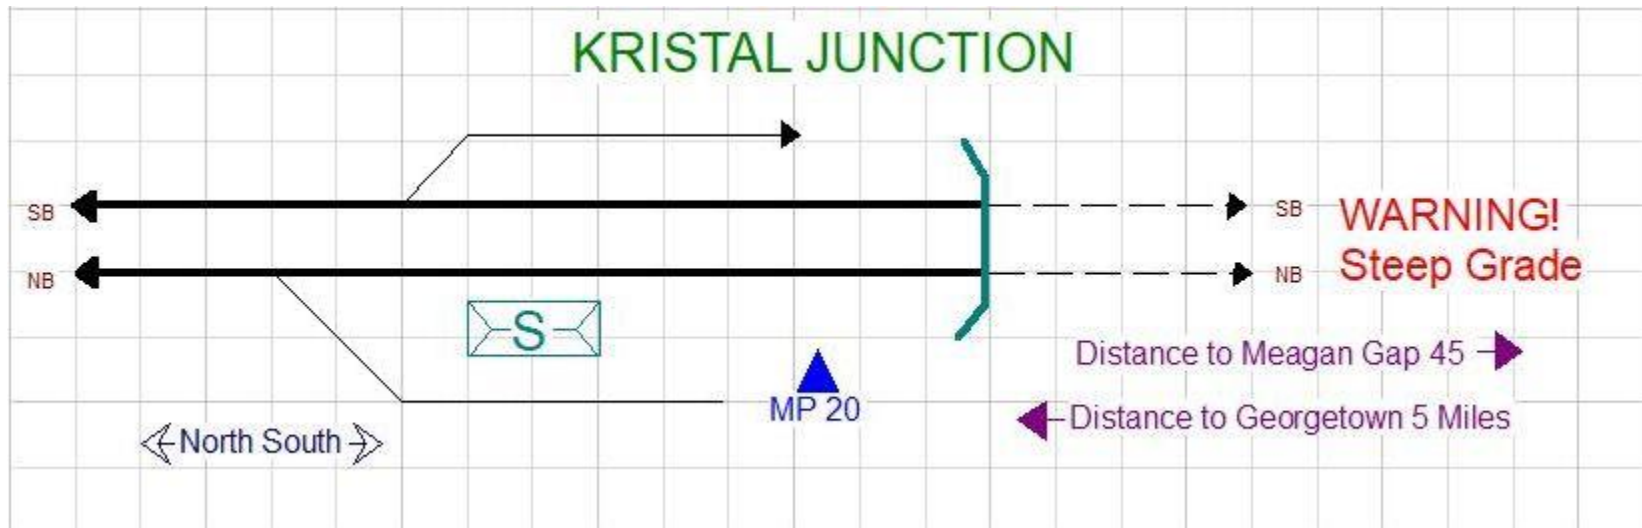 KRISTAL JUNCTION
SB
SB
WARNING!
NB
NB
Steep Grade
S
Distance to Meagan Gap 45
MP 20
Distance to Georgetown 5 Miles
North South